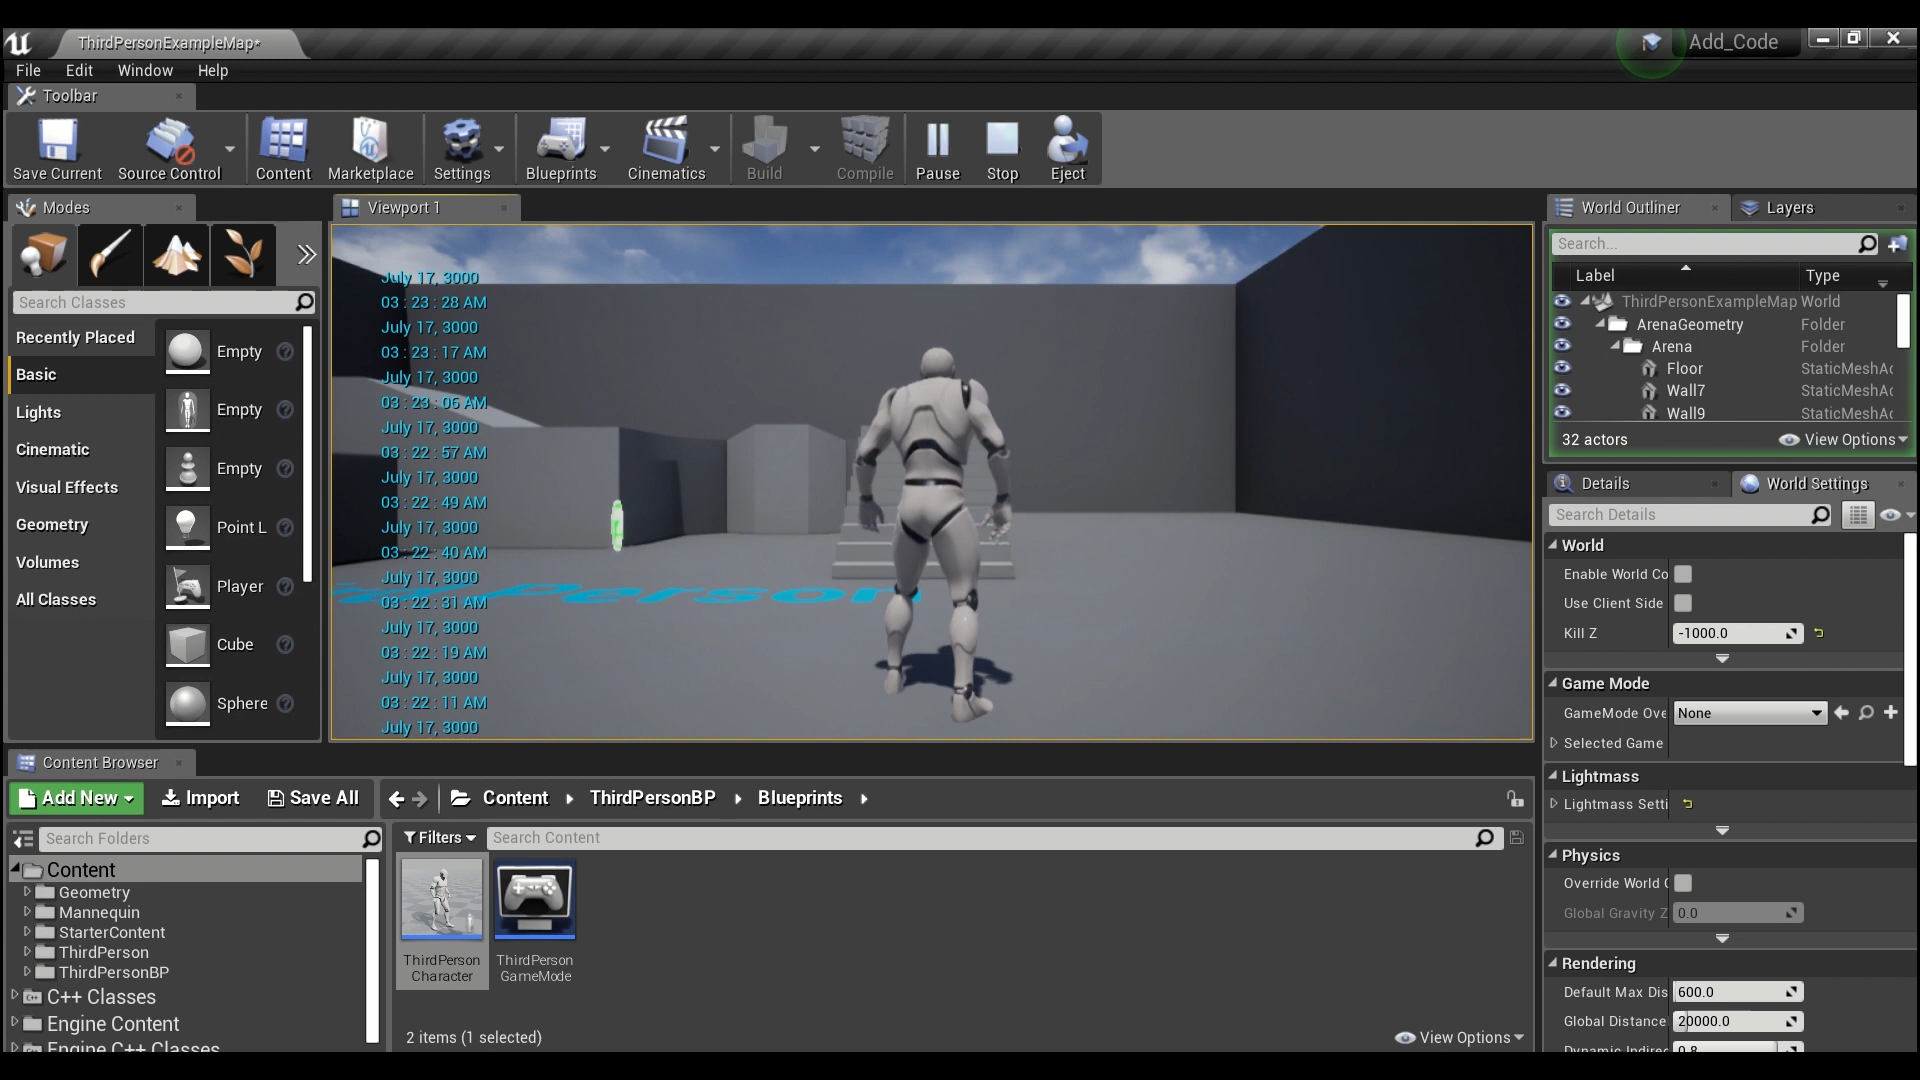 ThirdPersonExampleMap*
Add_Code
File Edit Window Help
Toolbar
Save Current Source Control Content Marketplace Settings Blueprints Cinematics Build Compile Pause Stop Eject
Modes
Search Classes
Recently Placed
Basic
Lights
Cinematic
Visual Effects
Geometry
Volumes
All Classes
Empty
Empty
Empty
Point L
Player
Cube
Sphere
Viewport 1
July 17, 3000
03 : 23 : 28 AM
July 17, 3000
03 : 23 : 17 AM
July 17, 3000
03 : 23 : 06 AM
July 17, 3000
03 : 22 : 57 AM
July 17, 3000
03 : 22 : 49 AM
July 17, 3000
03 : 22 : 40 AM
July 17, 3000
03 : 22 : 31 AM
July 17, 3000
03 : 22 : 19 AM
July 17, 3000
03 : 22 : 11 AM
July 17, 3000
Person
World Outliner Layers
Search...
Label Type
ThirdPersonExampleMap World
ArenaGeometry Folder
Arena Folder
Floor StaticMeshAc
Wall7 StaticMeshAc
Wall9 StaticMeshAc
32 actors View Options
Details World Settings
Search Details
World
Enable World Co
Use Client Side
Kill Z -1000.0
Game Mode
GameMode Ove None
Selected Game
Lightmass
Lightmass Setti
Physics
Override World
Global Gravity Z 0.0
Rendering
Default Max Dis 600.0
Global Distance 20000.0
Dynamic Indirec 0.8
Content Browser
Add New Import Save All Content ThirdPersonBP Blueprints
Search Folders
Content
Geometry
Mannequin
StarterContent
ThirdPerson
ThirdPersonBP
C++ Classes
Engine Content
Engine C++ Classes
Filters Search Content
ThirdPerson
Character
ThirdPerson
GameMode
2 items (1 selected) View Options